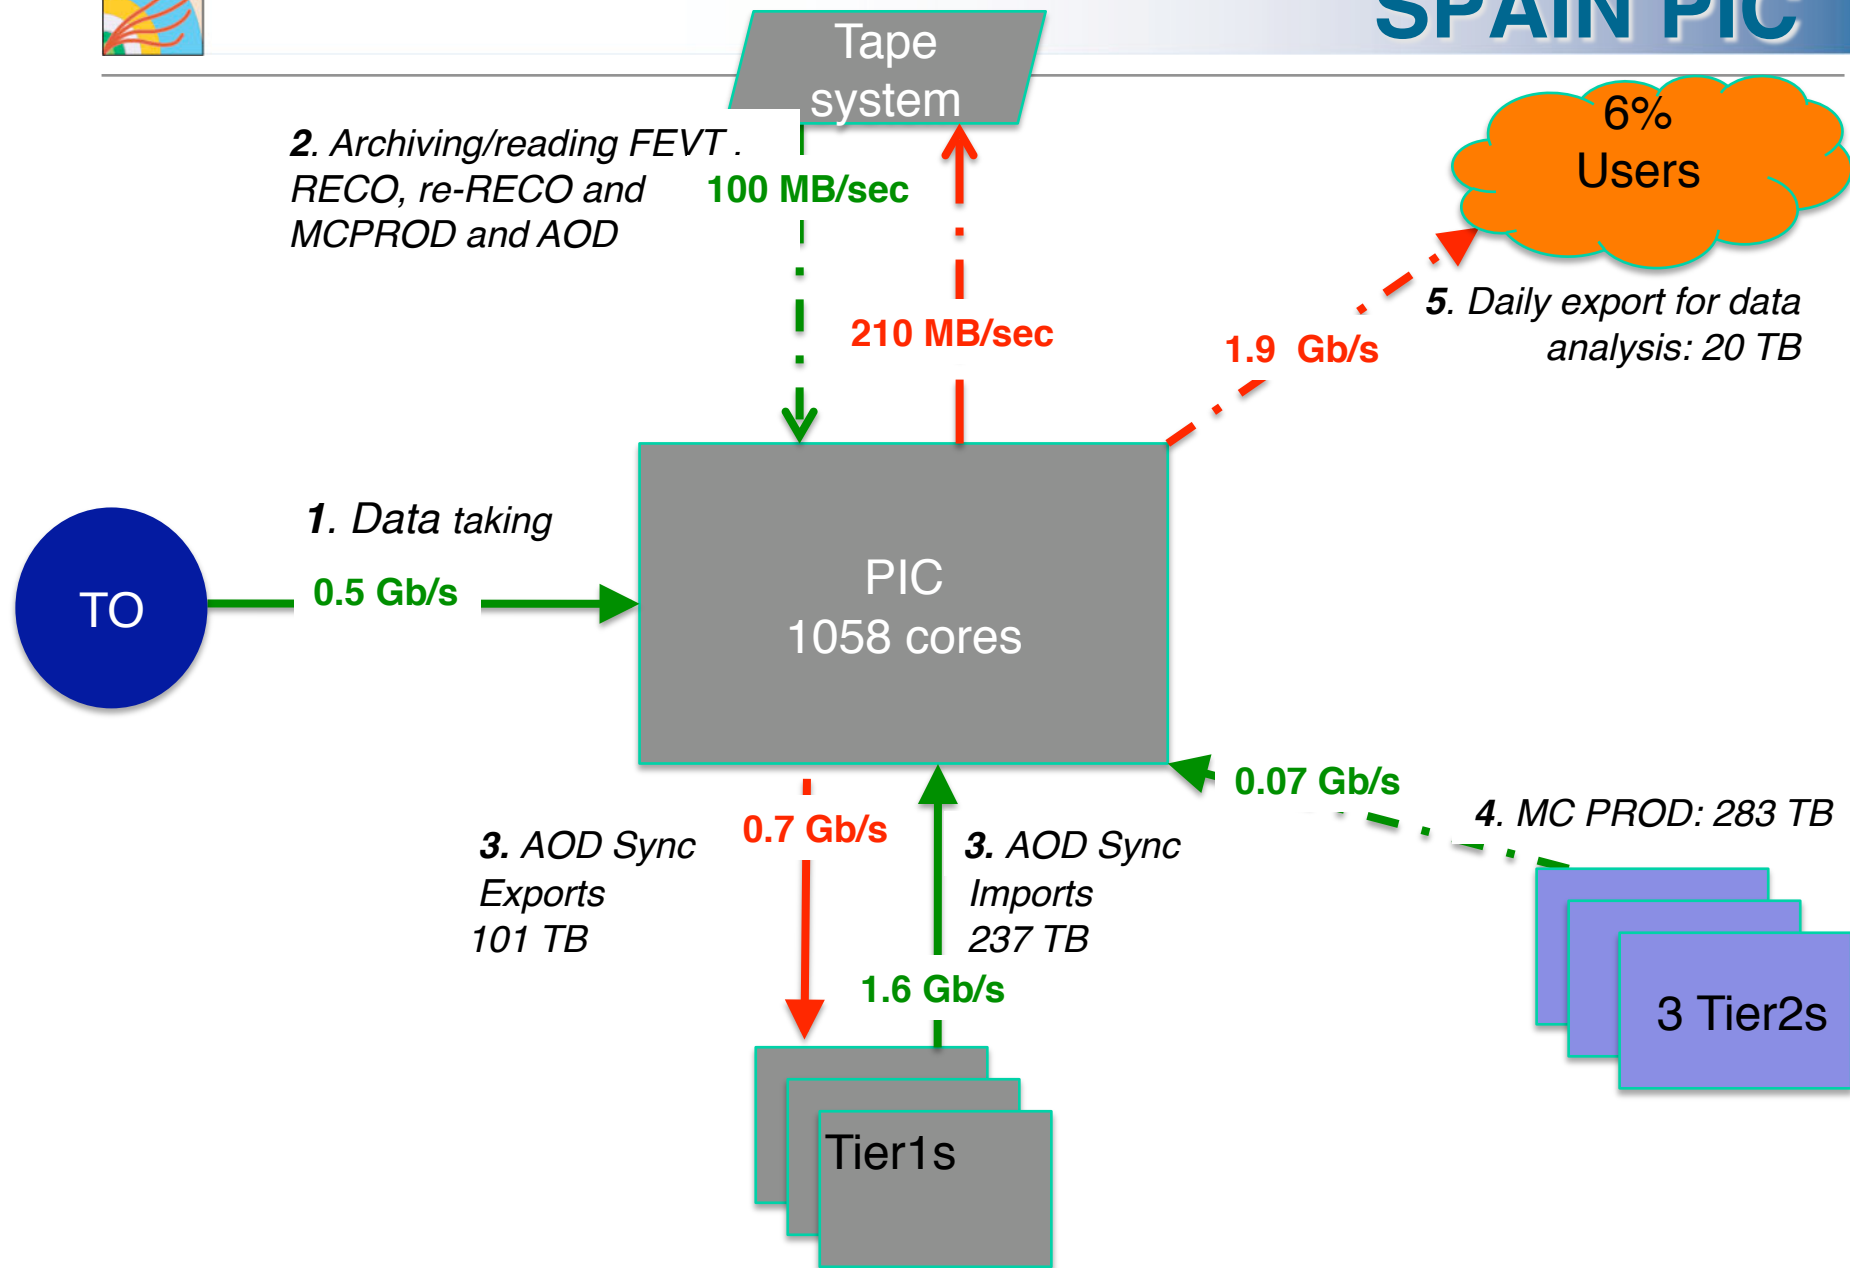 SPAIN PIC
Tape
system
6%
Users
2. Archiving/reading FEVT .
RECO, re-RECO and
MCPROD and AOD
100 MB/sec
210 MB/sec
1.9 Gb/s
5. Daily export for data
analysis: 20 TB
1. Data taking
0.5 Gb/s
TO
PIC
1058 cores
0.07 Gb/s
4. MC PROD: 283 TB
3. AOD Sync
Exports
101 TB
0.7 Gb/s
3. AOD Sync
Imports
237 TB
1.6 Gb/s
3 Tier2s
Tier1s